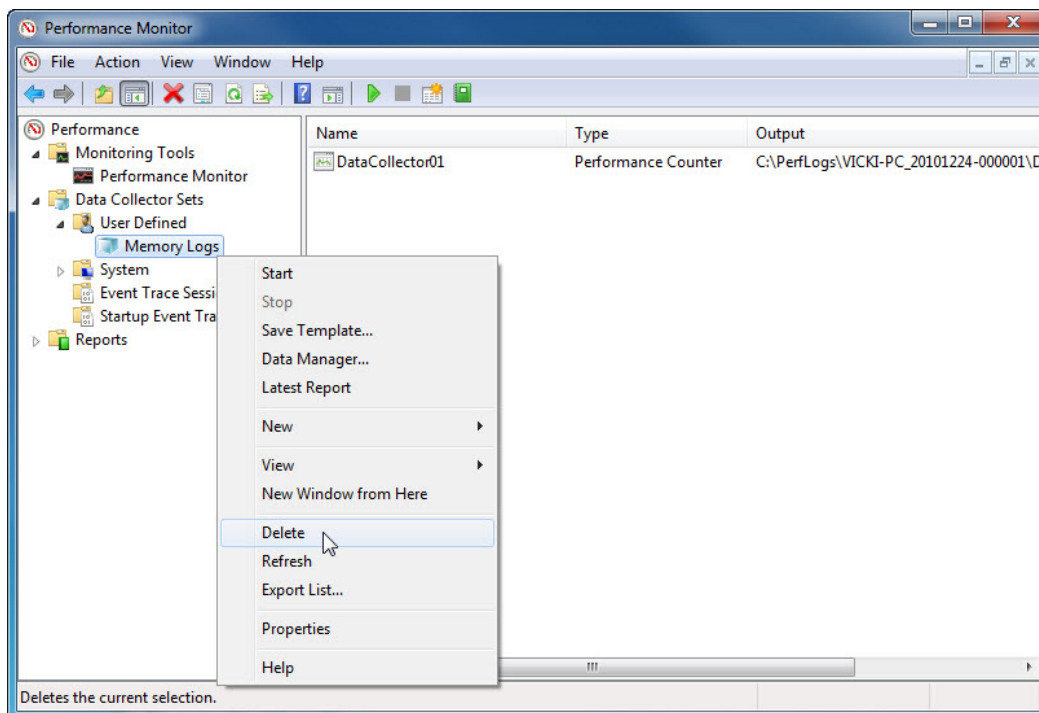 Performance Monitor
File Action View Window Help
Performance
Monitoring Tools
Performance Monitor
Data Collector Sets
User Defined
Memory Logs
System
Event Trace Sessi
Startup Event Tra
Reports
Name Type Output
DataCollector01 Performance Counter C:\PerfLogs\VICKI-PC_20101224-000001\D
Start
Stop
Save Template...
Data Manager...
Latest Report
New
View
New Window from Here
Delete
Refresh
Export List...
Properties
Help
Deletes the current selection.